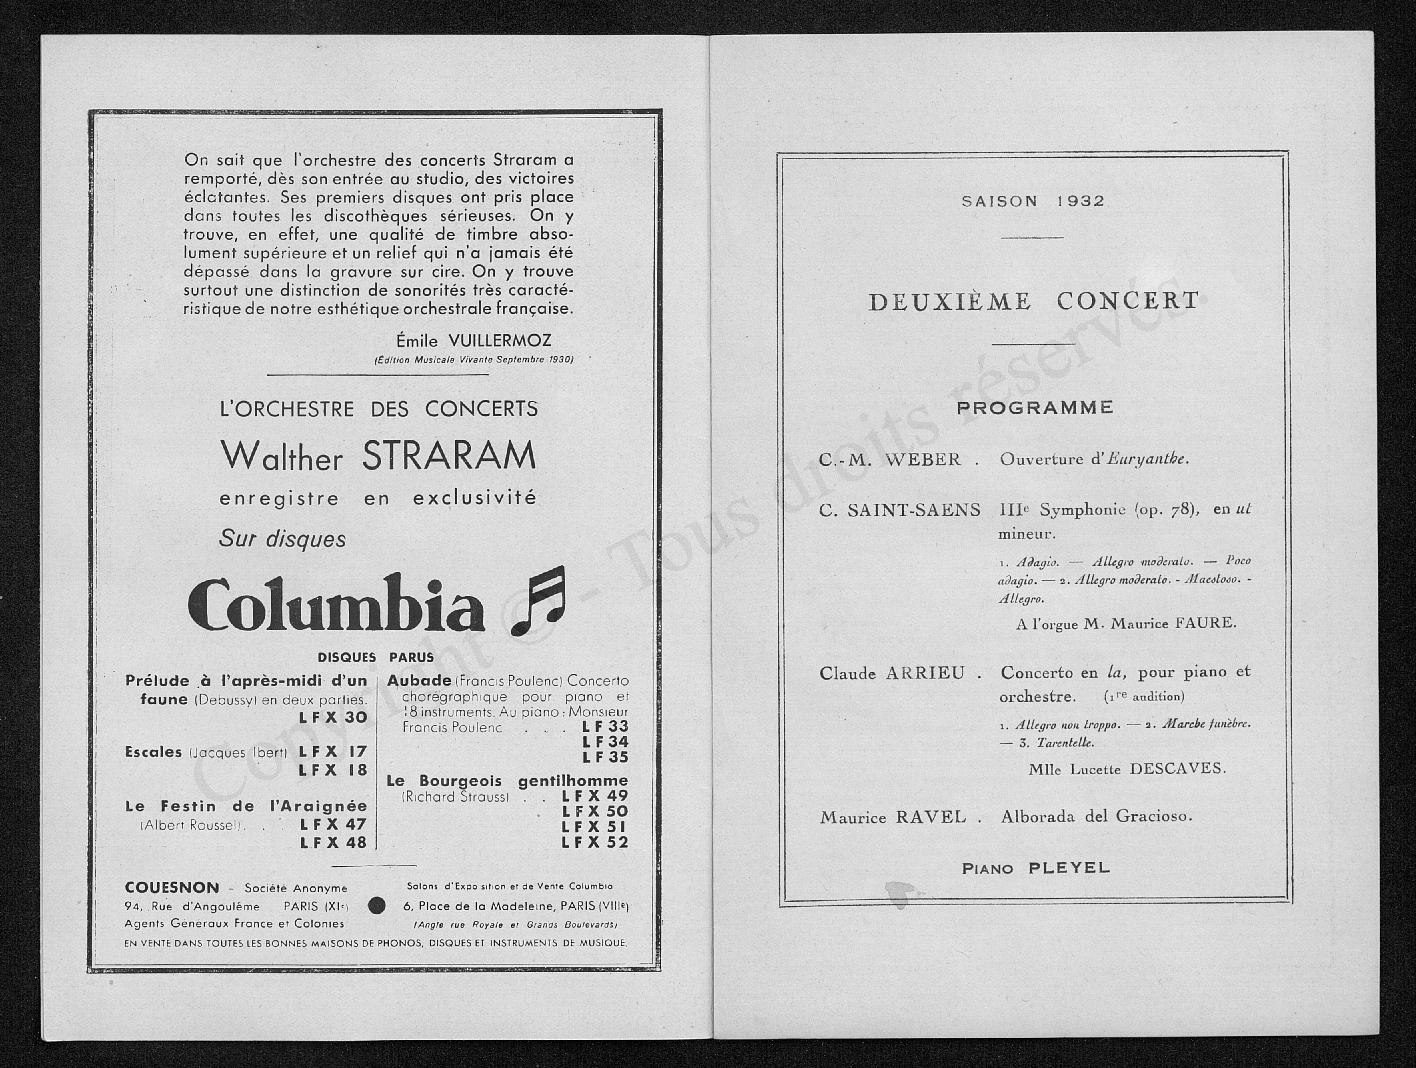 On sait que l'orchestre des concerts Straram a
remporté, dès son entrée au studio, des victoires
éclatantes. Ses premiers disques ont pris place
dans toutes les discothèques sérieuses. On y
trouve, en effet, une qualité de timbre abso-
lument supérieure et un relief qui n'a jamais été
dépassé dans la gravure sur cire. On y trouve
surtout une distinction de sonorités très caracté-
ristique de notre esthétique orchestrale française.
Émile VUILLERMOZ
(Édition Musicale Vivante Septembre 1930)
L'ORCHESTRE DES CONCERTS
Walther STRARAM
enregistre en exclusivité
Sur disques
Columbia
DISQUES PARUS
Prélude à l'après-midi d'un
faune (Debussy) en deux parties.
LFX 30
Escales (Jacques Ibert) LFX 17
LFX 18
Le Festin de l'Araignée
(Albert Roussel) . . LFX 47
LFX 48
Aubade (Francis Poulenc) Concerto
chorégraphique pour piano et
18 instruments. Au piano : Monsieur
Francis Poulenc . . . LF 33
LF 34
LF 35
Le Bourgeois gentilhomme
(Richard Strauss) . . LFX 49
LFX 50
LFX 51
LFX 52
COUESNON - Société Anonyme
94, Rue d'Angoulême PARIS (XIe)
Agents Généraux France et Colonies
Salons d'Exposition et de Vente Columbia
6, Place de la Madeleine, PARIS (VIIIe)
(Angle rue Royale et Grands Boulevards)
EN VENTE DANS TOUTES LES BONNES MAISONS DE PHONOS, DISQUES ET INSTRUMENTS DE MUSIQUE.
SAISON 1932
DEUXIÈME CONCERT
PROGRAMME
C.-M. WEBER . Ouverture d'Euryanthe.
C. SAINT-SAENS IIIe Symphonie (op. 78), en ut
mineur.
1. Adagio. — Allegro moderato. — Poco
adagio. — 2. Allegro moderato. - Maestoso. -
Allegro.
A l'orgue M. Maurice FAURE.
Claude ARRIEU . Concerto en la, pour piano et
orchestre. (1re audition)
1. Allegro non troppo. — 2. Marche funèbre.
— 3. Tarentelle.
Mlle Lucette DESCAVES.
Maurice RAVEL . Alborada del Gracioso.
PIANO PLEYEL
Copyright © - Tous droits réservés.